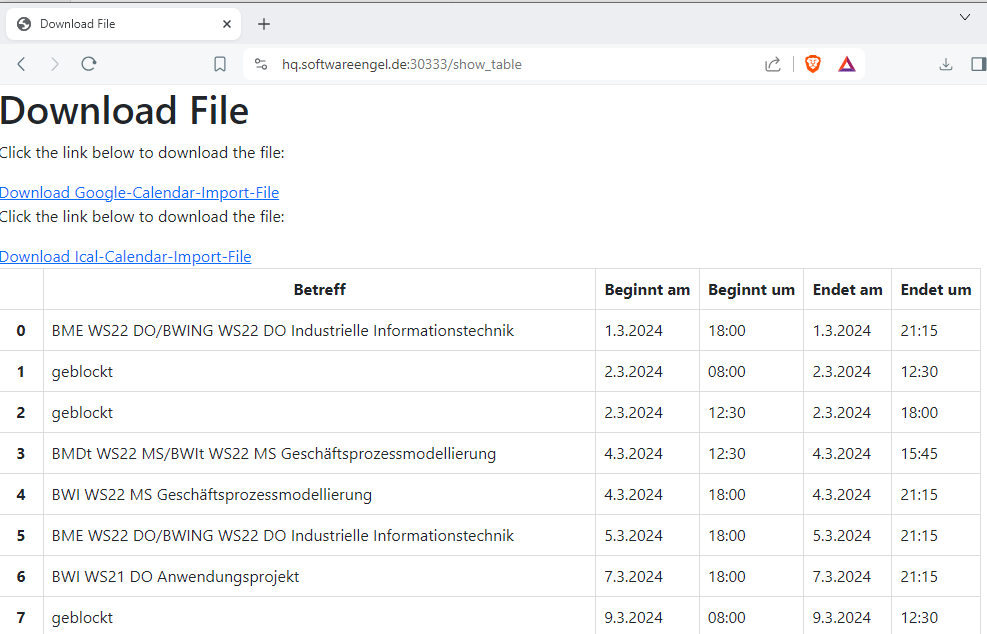 Download File
hq.softwareengel.de:30333/show_table
Download File
Click the link below to download the file:
Download Google-Calendar-Import-File
Click the link below to download the file:
Download Ical-Calendar-Import-File
Betreff Beginnt am Beginnt um Endet am Endet um
0 BME WS22 DO/BWING WS22 DO Industrielle Informationstechnik 1.3.2024 18:00 1.3.2024 21:15
1 geblockt 2.3.2024 08:00 2.3.2024 12:30
2 geblockt 2.3.2024 12:30 2.3.2024 18:00
3 BMDt WS22 MS/BWIt WS22 MS Geschäftsprozessmodellierung 4.3.2024 12:30 4.3.2024 15:45
4 BWI WS22 MS Geschäftsprozessmodellierung 4.3.2024 18:00 4.3.2024 21:15
5 BME WS22 DO/BWING WS22 DO Industrielle Informationstechnik 5.3.2024 18:00 5.3.2024 21:15
6 BWI WS21 DO Anwendungsprojekt 7.3.2024 18:00 7.3.2024 21:15
7 geblockt 9.3.2024 08:00 9.3.2024 12:30